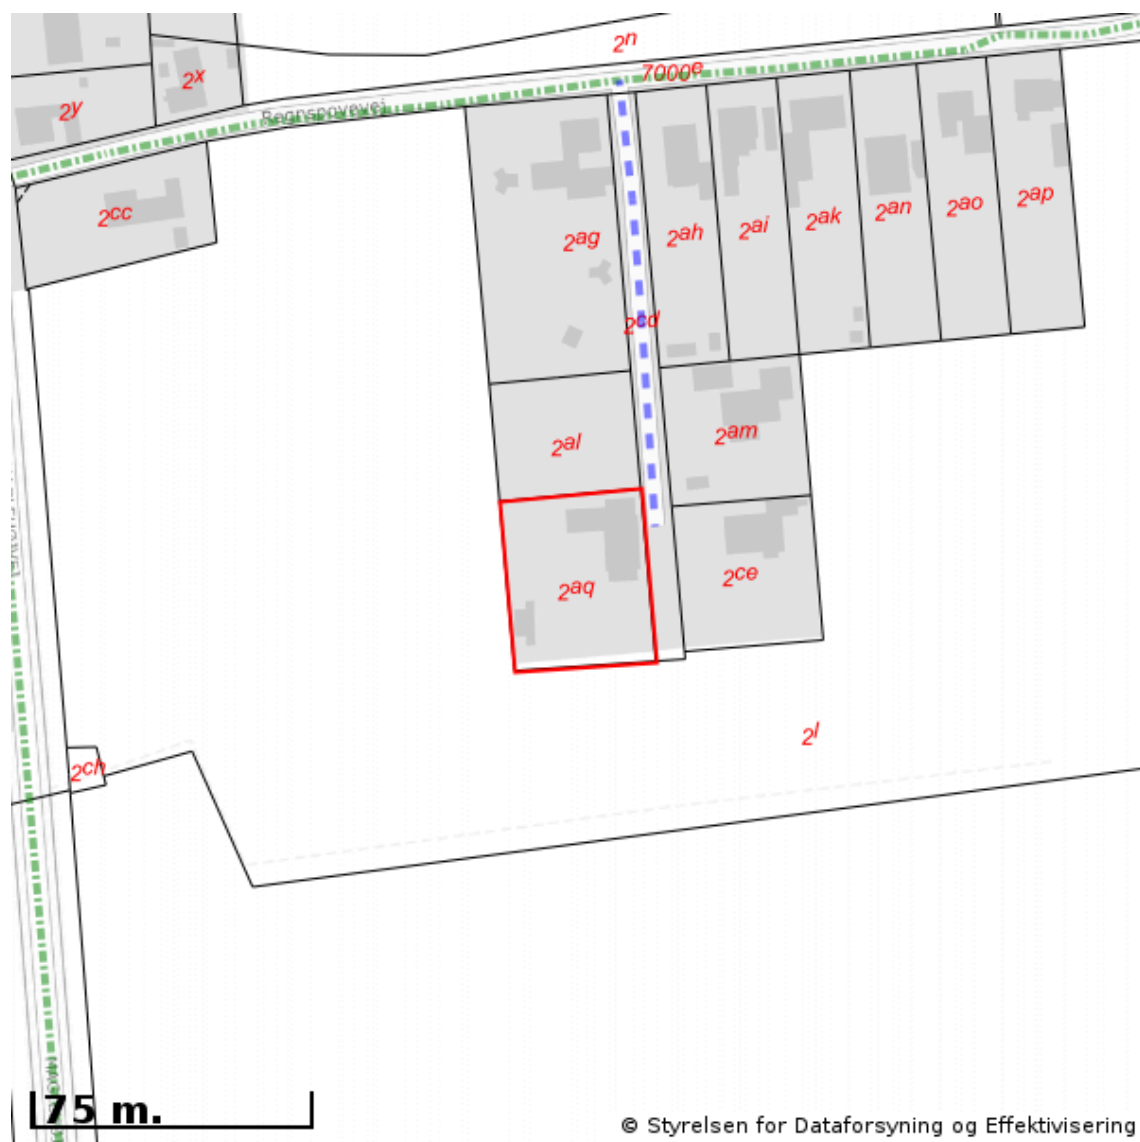 2n
7000e
2x
2y
Regnspovevej
2cc
2ag
2ah
2ai
2ak
2an
2ao
2ap
2cd
2al
2am
2aq
2ce
2l
2ch
75 m.
© Styrelsen for Dataforsyning og Effektivisering